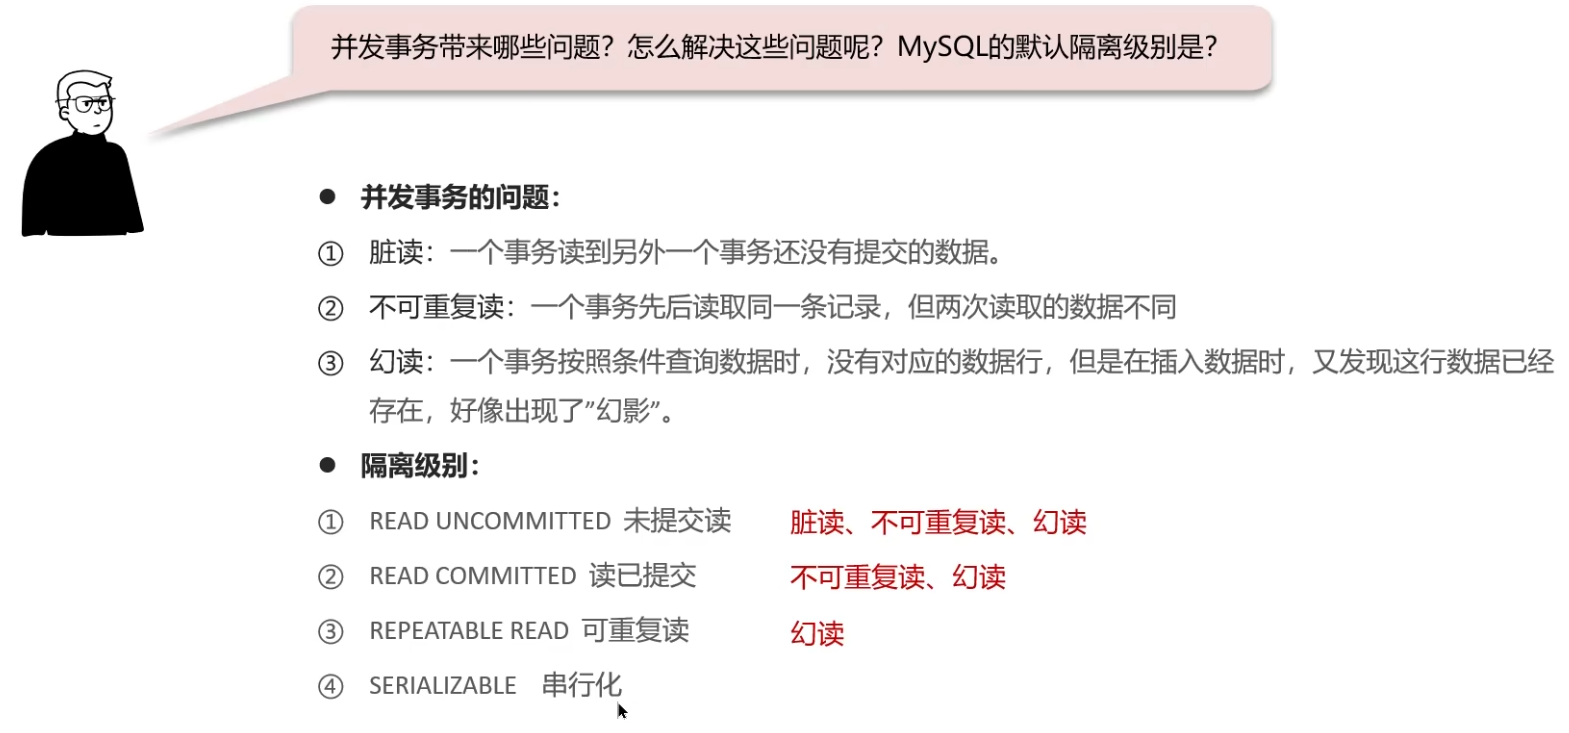 并发事务带来哪些问题？怎么解决这些问题呢？MySQL的默认隔离级别是？
● 并发事务的问题：
① 脏读：一个事务读到另外一个事务还没有提交的数据。
② 不可重复读：一个事务先后读取同一条记录，但两次读取的数据不同
③ 幻读：一个事务按照条件查询数据时，没有对应的数据行，但是在插入数据时，又发现这行数据已经
存在，好像出现了”幻影”。
● 隔离级别：
① READ UNCOMMITTED 未提交读 脏读、不可重复读、幻读
② READ COMMITTED 读已提交 不可重复读、幻读
③ REPEATABLE READ 可重复读 幻读
④ SERIALIZABLE 串行化